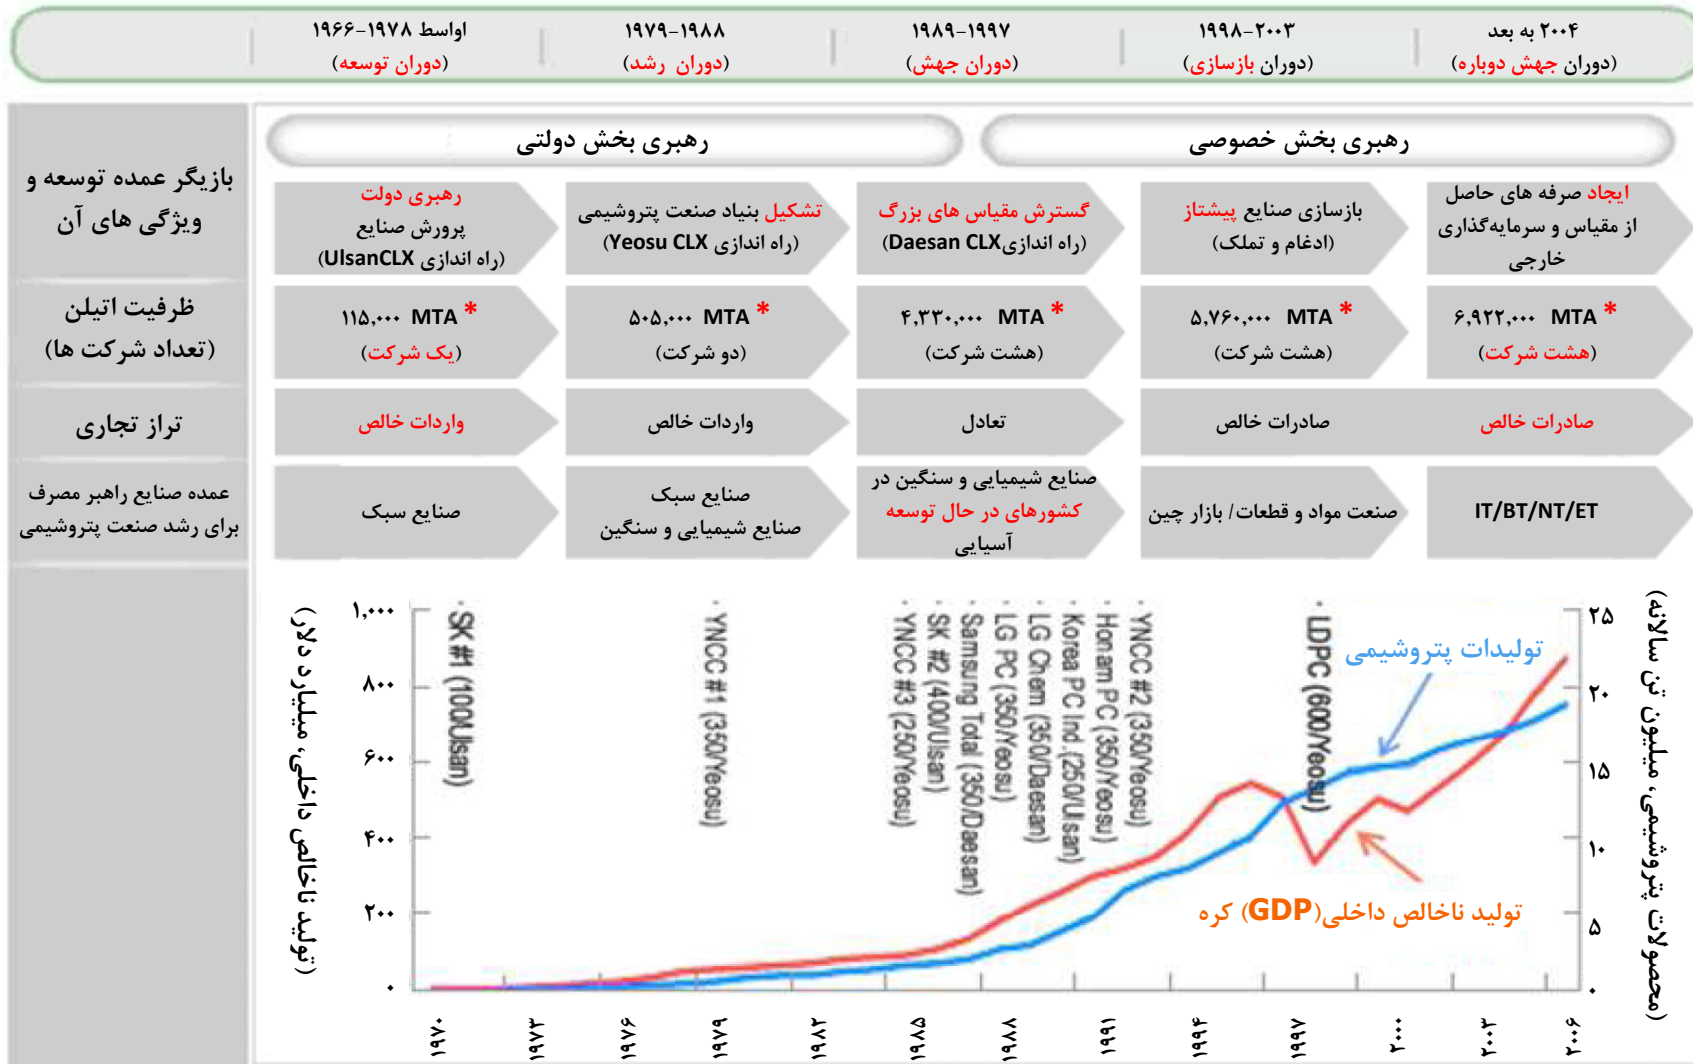 اواسط ۱۹۷۸-۱۹۶۶
(دوران توسعه)
۱۹۸۸-۱۹۷۹
(دوران رشد)
۱۹۹۷-۱۹۸۹
(دوران جهش)
۲۰۰۳-۱۹۹۸
(دوران بازسازی)
۲۰۰۴ به بعد
(دوران جهش دوباره)
رهبری بخش دولتی
رهبری بخش خصوصی
بازیگر عمده توسعه و
ویژگی های آن
رهبری دولت
پرورش صنایع
(راه اندازی UlsanCLX)
تشکیل بنیاد صنعت پتروشیمی
(راه اندازی Yeosu CLX)
گسترش مقیاس های بزرگ
(راه اندازیDaesan CLX)
بازسازی صنایع پیشتاز
(ادغام و تملک)
ایجاد صرفه های حاصل
از مقیاس و سرمایه‌گذاری
خارجی
ظرفیت اتیلن
(تعداد شرکت ها)
۱۱۵,۰۰۰ MTA *
(یک شرکت)
۵۰۵,۰۰۰ MTA *
(دو شرکت)
۴,۳۳۰,۰۰۰ MTA *
(هشت شرکت)
۵,۷۶۰,۰۰۰ MTA *
(هشت شرکت)
۶,۹۲۲,۰۰۰ MTA *
(هشت شرکت)
تراز تجاری
واردات خالص
واردات خالص
تعادل
صادرات خالص
صادرات خالص
عمده صنایع راهبر مصرف
برای رشد صنعت پتروشیمی
صنایع سبک
صنایع سبک
صنایع شیمیایی و سنگین
صنایع شیمیایی و سنگین در
کشورهای در حال توسعه
آسیایی
صنعت مواد و قطعات/ بازار چین
IT/BT/NT/ET
(تولید ناخالص داخلی، میلیارد دلار)
۱,۰۰۰
۸۰۰
۶۰۰
۴۰۰
۲۰۰
۰
· SK #1 (100/Ulsan)
· YNCC #1 (350/Yeosu)
· YNCC #3 (250/Yeosu)
· SK #2 (400/Ulsan)
· Samsung Total (350/Daesan)
· LG PC (350/Yeosu)
· LG Chem (350/Daesan)
· Korea PC Ind.(250/Ulsan)
· Honam PC (350/Yeosu)
· YNCC #2 (350/Yeosu)
· LDPC (600/Yeosu)
تولیدات پتروشیمی
تولید ناخالص داخلی(GDP) کره
۲۵
۲۰
۱۵
۱۰
۵
۰
(محصولات پتروشیمی، میلیون تن سالانه)
۱۹۷۰
۱۹۷۳
۱۹۷۶
۱۹۷۹
۱۹۸۲
۱۹۸۵
۱۹۸۸
۱۹۹۱
۱۹۹۴
۱۹۹۷
۲۰۰۰
۲۰۰۳
۲۰۰۶